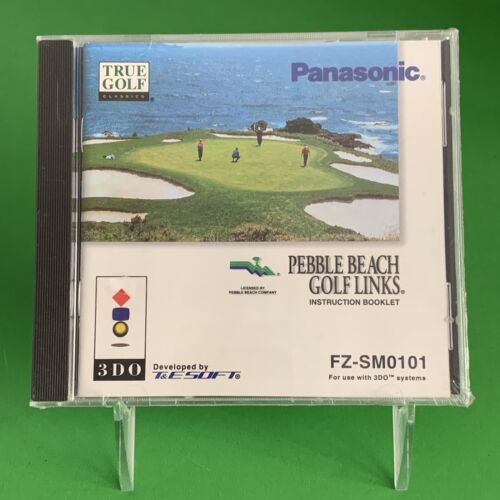 TRUE
GOLF
CLASSICS
Panasonic®
LICENSED BY
PEBBLE BEACH COMPANY
PEBBLE BEACH
GOLF LINKS®
INSTRUCTION BOOKLET
3DO
Developed by
T&E SOFT®
FZ-SM0101
For use with 3DO™ systems